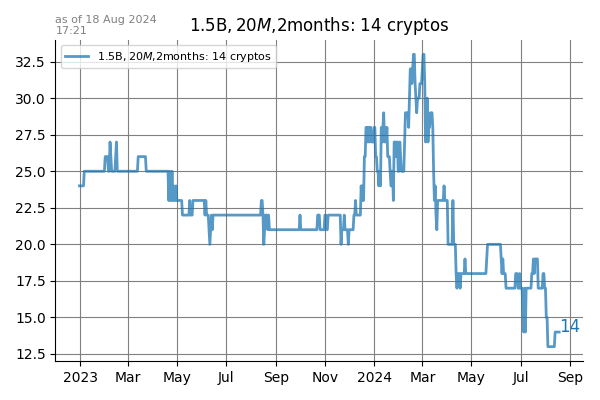 as of 18 Aug 2024
17:21
1.5B, 20M,2months: 14 cryptos
1.5B, 20M,2months: 14 cryptos
32.5
30.0
27.5
25.0
22.5
20.0
17.5
15.0
12.5
14
2023 Mar May Jul Sep Nov 2024 Mar May Jul Sep